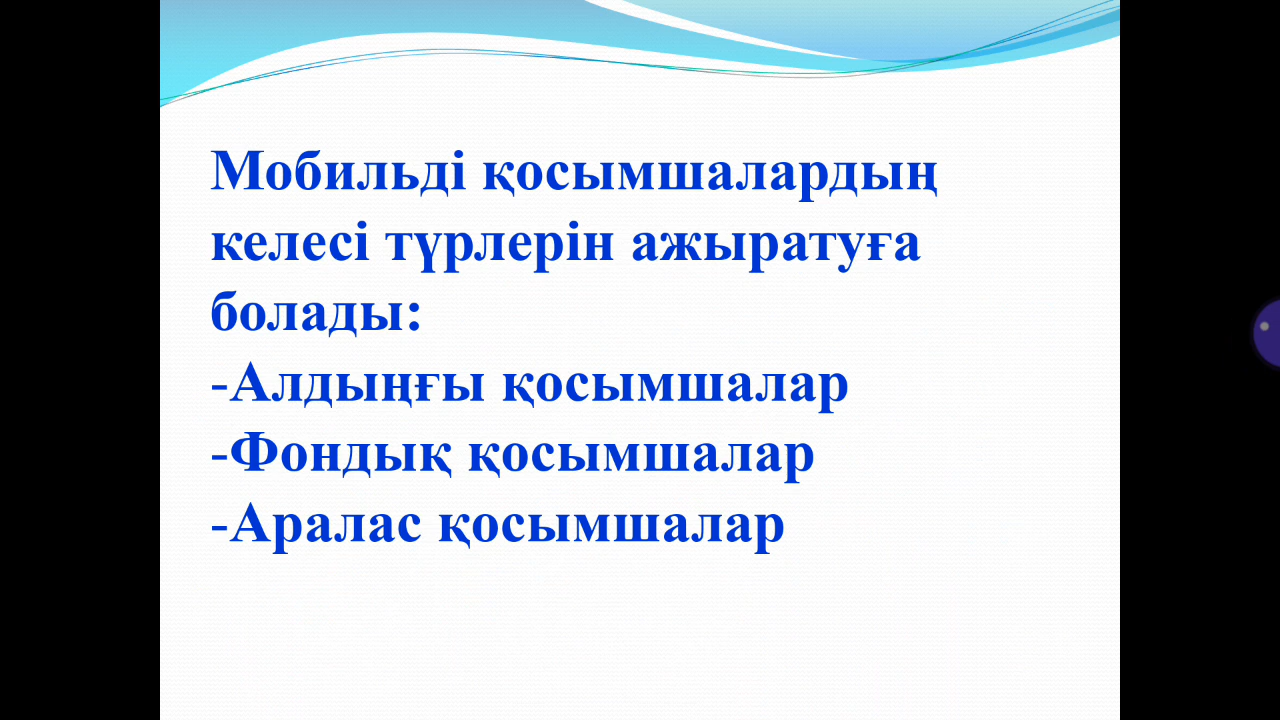 Мобильді қосымшалардың
келесі түрлерін ажыратуға
болады:
-Алдыңғы қосымшалар
-Фондық қосымшалар
-Аралас қосымшалар